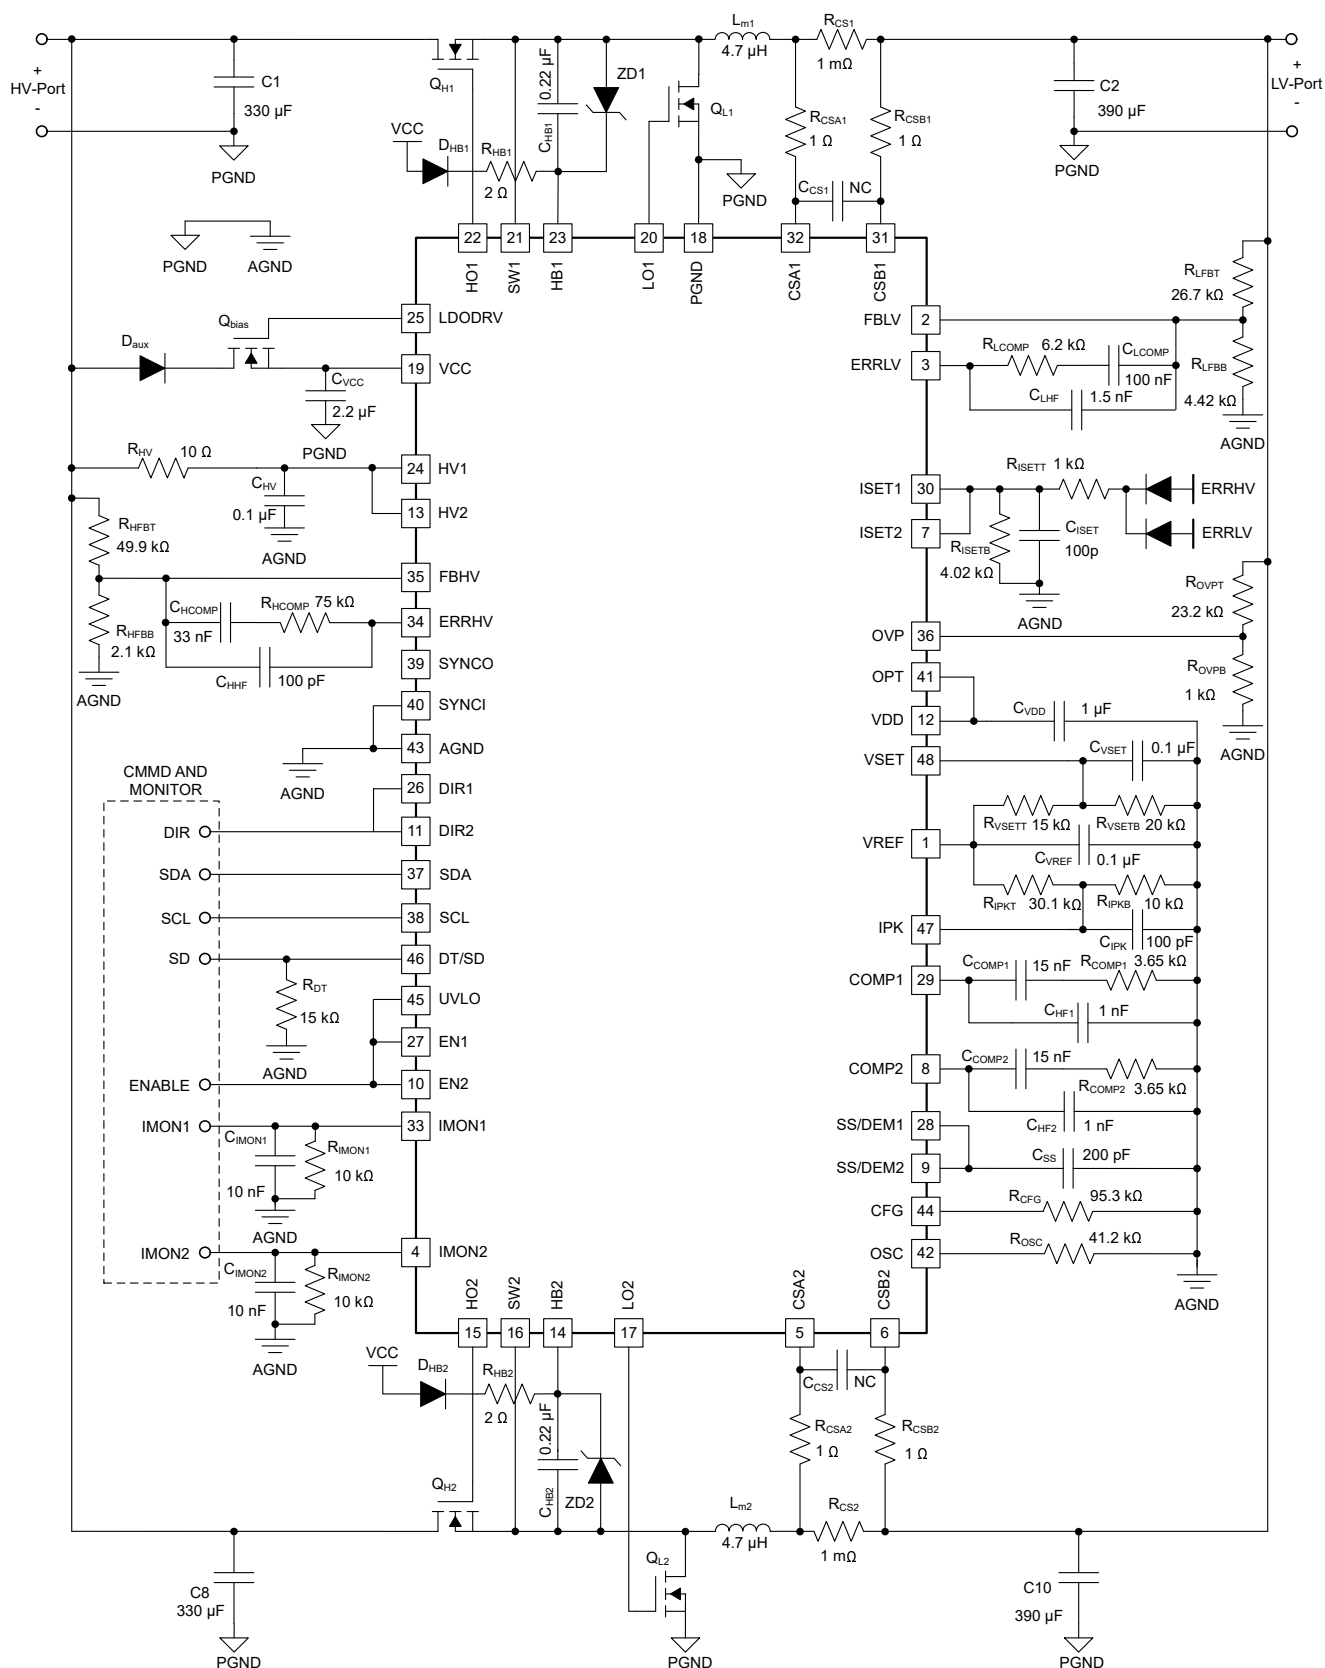 Lm1
4.7 µH
RCS1
1 mΩ
+
HV-Port
-
C1
330 µF
PGND
QH1
0.22 µF
CHB1
ZD1
QL1
VCC
DHB1
RHB1
2 Ω
PGND
RCSA1
1 Ω
RCSB1
1 Ω
CCS1
NC
C2
390 µF
PGND
+
LV-Port
-
PGND
AGND
22
21
23
20
18
32
31
HO1
SW1
HB1
LO1
PGND
CSA1
CSB1
Qbias
Daux
25
LDODRV
19
VCC
CVCC
2.2 µF
PGND
RHV
10 Ω
CHV
0.1 µF
AGND
24
HV1
13
HV2
RHFBT
49.9 kΩ
RHFBB
2.1 kΩ
AGND
35
FBHV
CHCOMP
33 nF
RHCOMP
75 kΩ
34
ERRHV
CHHF
100 pF
39
SYNCO
40
SYNCI
43
AGND
AGND
CMMD AND
MONITOR
26
DIR1
DIR
11
DIR2
SDA
37
SDA
SCL
38
SCL
SD
46
DT/SD
RDT
15 kΩ
AGND
45
UVLO
27
EN1
ENABLE
10
EN2
IMON1
33
IMON1
CIMON1
10 nF
RIMON1
10 kΩ
AGND
IMON2
4
IMON2
CIMON2
10 nF
RIMON2
10 kΩ
AGND
FBLV
2
ERRLV
3
RLCOMP
6.2 kΩ
CLCOMP
100 nF
CLHF
1.5 nF
RLFBT
26.7 kΩ
RLFBB
4.42 kΩ
AGND
ISET1
30
ISET2
7
RISETT
1 kΩ
RISETB
4.02 kΩ
CISET
100p
AGND
ERRHV
ERRLV
ROVPT
23.2 kΩ
ROVPB
1 kΩ
AGND
OVP
36
OPT
41
VDD
12
CVDD
1 µF
VSET
48
CVSET
0.1 µF
RVSETT
15 kΩ
RVSETB
20 kΩ
VREF
1
CVREF
0.1 µF
RIPKT
30.1 kΩ
RIPKB
10 kΩ
IPK
47
CIPK
100 pF
COMP1
29
CCOMP1
15 nF
RCOMP1
3.65 kΩ
CHF1
1 nF
COMP2
8
CCOMP2
15 nF
RCOMP2
3.65 kΩ
CHF2
1 nF
SS/DEM1
28
SS/DEM2
9
CSS
200 pF
CFG
44
RCFG
95.3 kΩ
OSC
42
ROSC
41.2 kΩ
AGND
HO2
SW2
HB2
LO2
CSA2
CSB2
15
16
14
17
5
6
VCC
DHB2
RHB2
2 Ω
0.22 µF
CHB2
ZD2
QH2
CCS2
NC
RCSA2
1 Ω
RCSB2
1 Ω
Lm2
4.7 µH
RCS2
1 mΩ
QL2
PGND
C8
330 µF
PGND
C10
390 µF
PGND